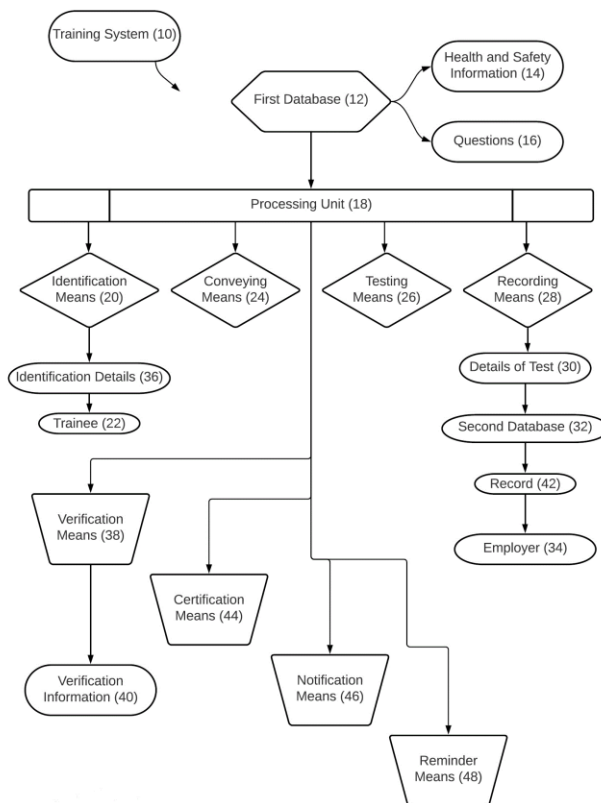 Training System (10)
Health and Safety
Information (14)
First Database (12)
Questions (16)
Processing Unit (18)
Identification
Means (20)
Conveying
Means (24)
Testing
Means (26)
Recording
Means (28)
Identification Details (36)
Details of Test (30)
Trainee (22)
Second Database (32)
Record (42)
Verification
Means (38)
Employer (34)
Certification
Means (44)
Verification
Information (40)
Notification
Means (46)
Reminder
Means (48)